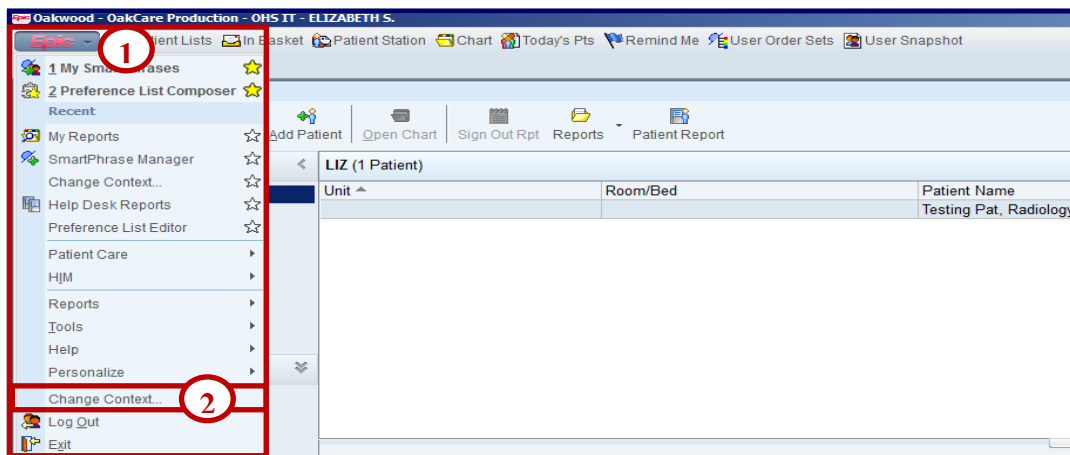 Epic Oakwood - OakCare Production - OHS IT - ELIZABETH S.
Epic Lists In Basket Patient Station Chart Today's Pts Remind Me User Order Sets User Snapshot
1
1 My
2 Preference List Composer
Recent
Add Patient Open Chart Sign Out Rpt Reports Patient Report
My Reports
SmartPhrase Manager
LIZ (1 Patient)
Change Context...
Unit Room/Bed Patient Name
Help Desk Reports
Testing Pat, Radiology
Preference List Editor
Patient Care
HIM
Reports
Tools
Help
Personalize
Change Context...
2
Log Out
Exit